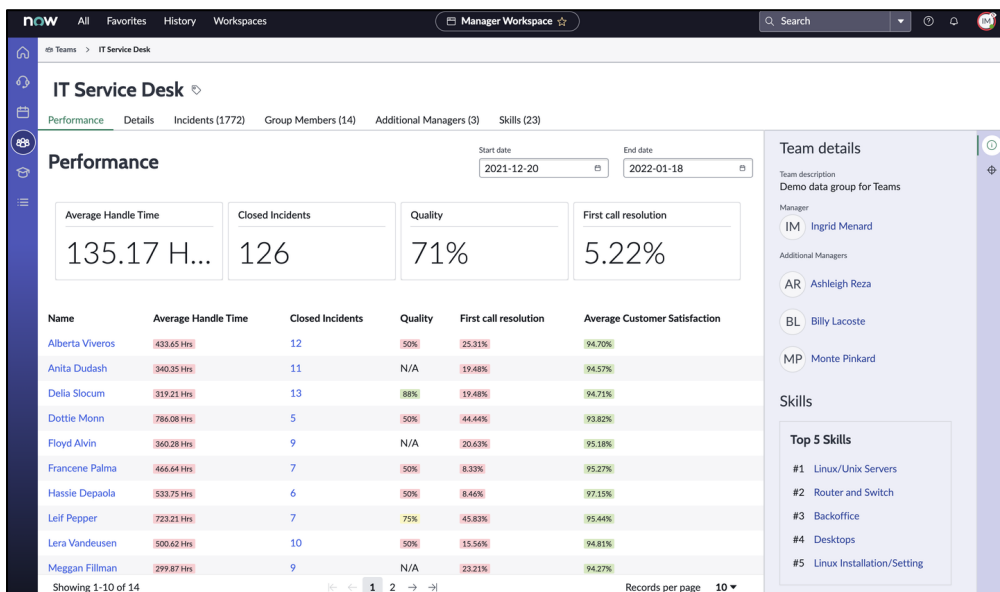 now All Favorites History Workspaces Manager Workspace Search IM
Teams > IT Service Desk
IT Service Desk
Performance Details Incidents (1772) Group Members (14) Additional Managers (3) Skills (23)
Performance
Start date
2021-12-20
End date
2022-01-18
Average Handle Time
135.17 H...
Closed Incidents
126
Quality
71%
First call resolution
5.22%
Name Average Handle Time Closed Incidents Quality First call resolution Average Customer Satisfaction
Alberta Viveros 433.65 Hrs 12 50% 25.31% 94.70%
Anita Dudash 340.35 Hrs 11 N/A 19.48% 94.57%
Delia Slocum 319.21 Hrs 13 88% 19.48% 94.71%
Dottie Monn 786.08 Hrs 5 50% 44.44% 93.82%
Floyd Alvin 360.28 Hrs 9 N/A 20.63% 95.18%
Francene Palma 466.64 Hrs 7 50% 8.33% 95.27%
Hassie Depaola 533.75 Hrs 6 50% 8.46% 97.15%
Leif Pepper 723.21 Hrs 7 75% 45.83% 95.44%
Lera Vandeusen 500.62 Hrs 10 50% 15.56% 94.81%
Meggan Fillman 299.87 Hrs 9 N/A 23.21% 94.27%
Showing 1-10 of 14 1 2 Records per page 10
Team details
Team description
Demo data group for Teams
Manager
IM Ingrid Menard
Additional Managers
AR Ashleigh Reza
BL Billy Lacoste
MP Monte Pinkard
Skills
Top 5 Skills
#1 Linux/Unix Servers
#2 Router and Switch
#3 Backoffice
#4 Desktops
#5 Linux Installation/Setting